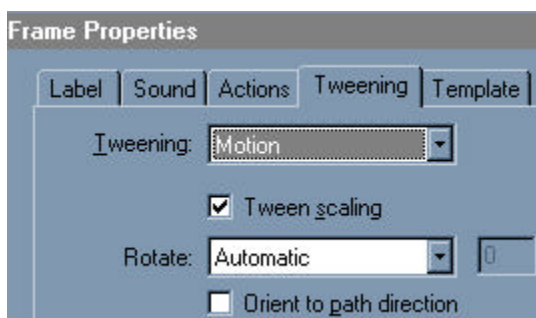 Frame Properties
Label Sound Actions Tweening Template
Tweening: Motion
Tween scaling
Rotate: Automatic 0
Orient to path direction